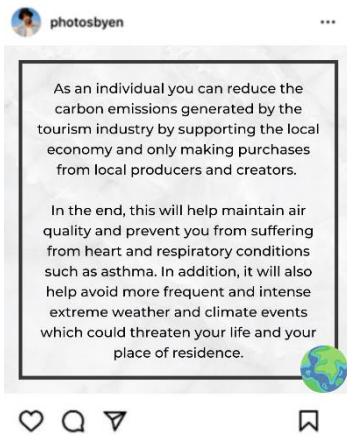 photosbyen
As an individual you can reduce the
carbon emissions generated by the
tourism industry by supporting the local
economy and only making purchases
from local producers and creators.
In the end, this will help maintain air
quality and prevent you from suffering
from heart and respiratory conditions
such as asthma. In addition, it will also
help avoid more frequent and intense
extreme weather and climate events
which could threaten your life and your
place of residence.